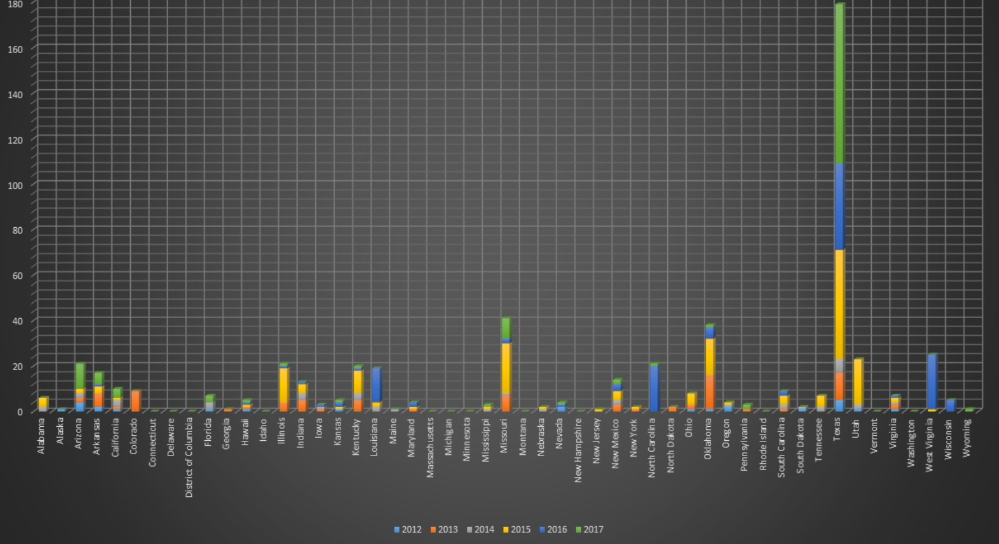 180
160
140
120
100
80
60
40
20
0
Alabama
Alaska
Arizona
Arkansas
California
Colorado
Connecticut
Delaware
District of Columbia
Florida
Georgia
Hawaii
Idaho
Illinois
Indiana
Iowa
Kansas
Kentucky
Louisiana
Maine
Maryland
Massachusetts
Michigan
Minnesota
Mississippi
Missouri
Montana
Nebraska
Nevada
New Hampshire
New Jersey
New Mexico
New York
North Carolina
North Dakota
Ohio
Oklahoma
Oregon
Pennsylvania
Rhode Island
South Carolina
South Dakota
Tennessee
Texas
Utah
Vermont
Virginia
Washington
West Virginia
Wisconsin
Wyoming
2012 2013 2014 2015 2016 2017